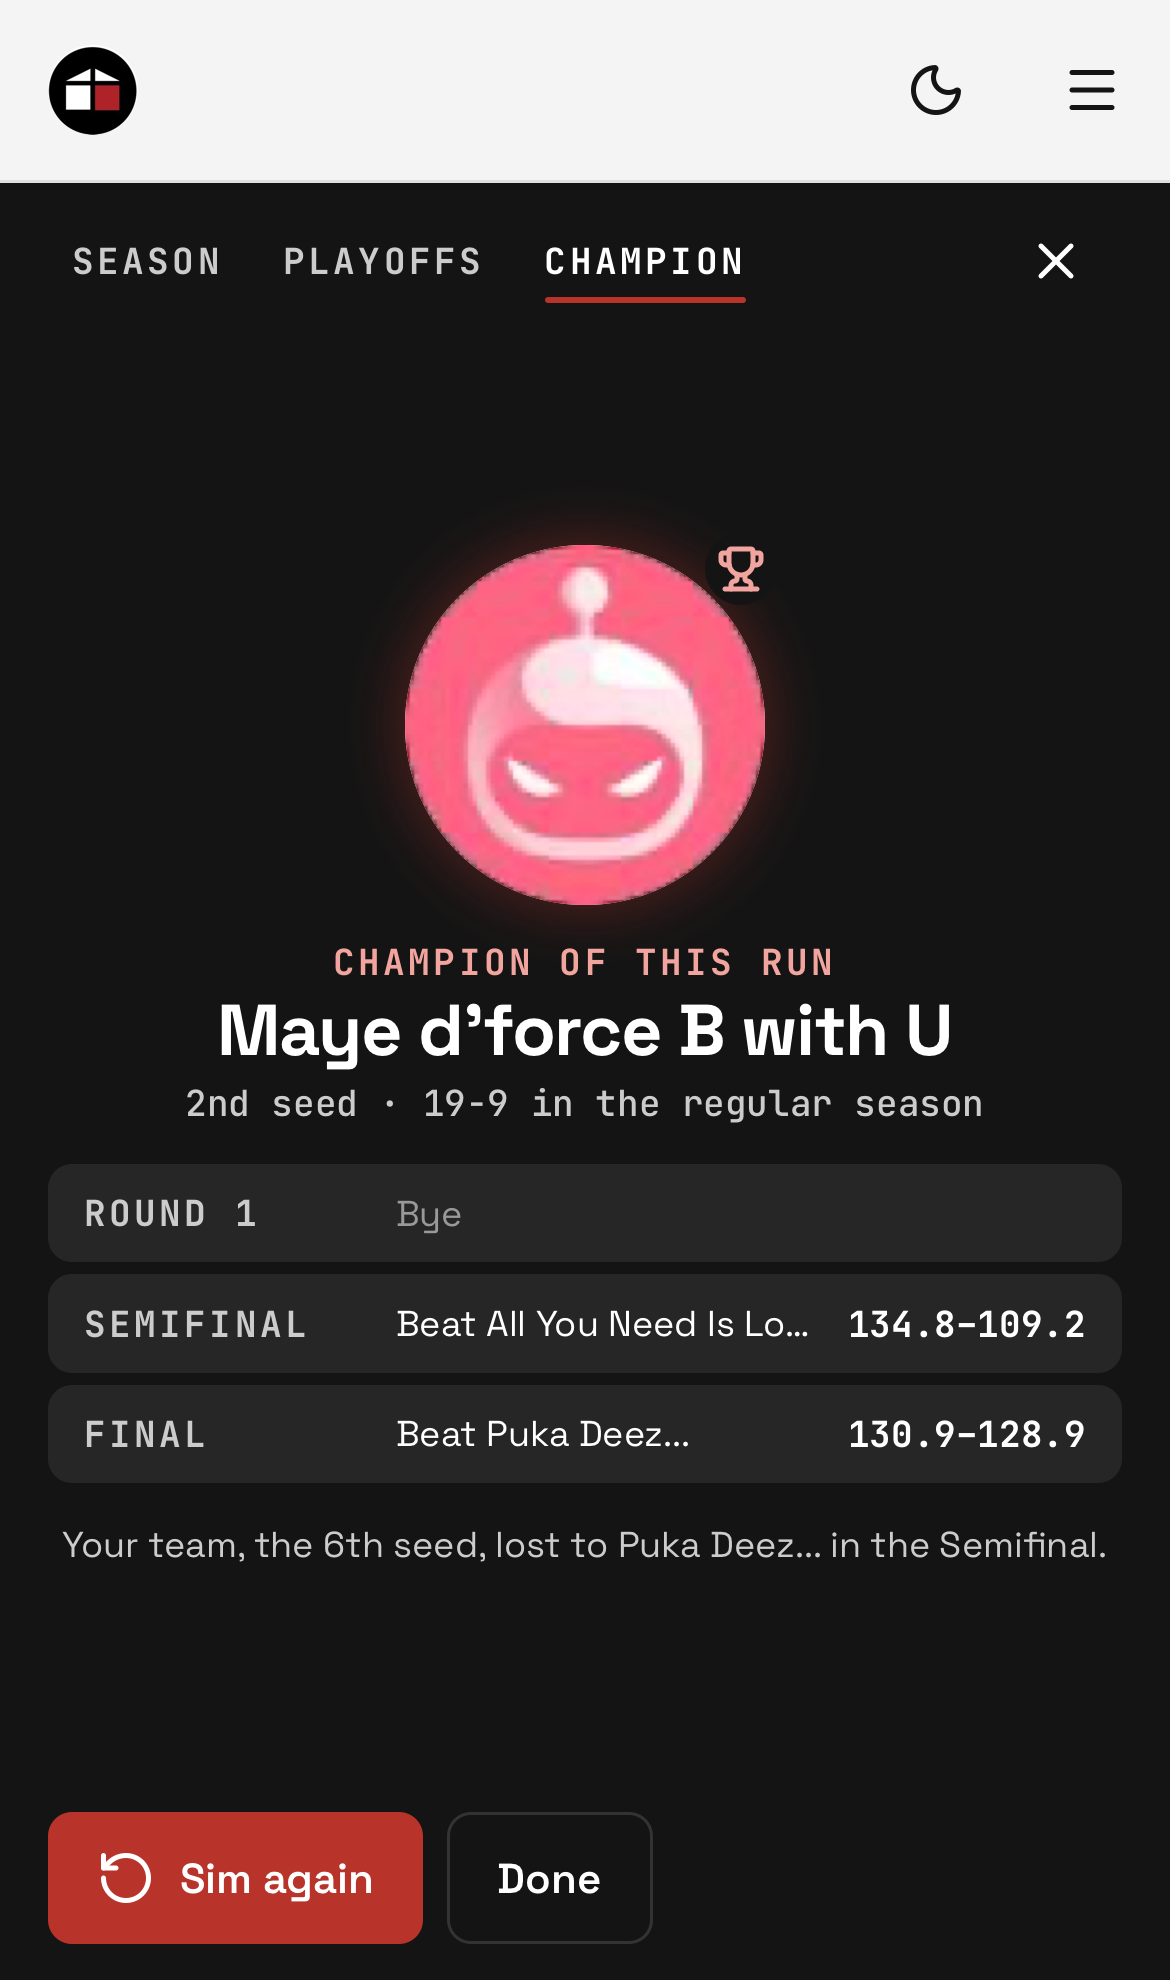 SEASON PLAYOFFS CHAMPION
CHAMPION OF THIS RUN
Maye d’force B with U
2nd seed · 19-9 in the regular season
ROUND 1 Bye
SEMIFINAL Beat All You Need Is Lo... 134.8–109.2
FINAL Beat Puka Deez... 130.9–128.9
Your team, the 6th seed, lost to Puka Deez... in the Semifinal.
Sim again Done